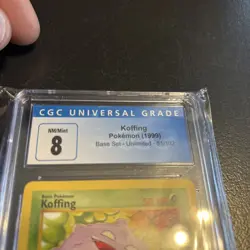 CGC UNIVERSAL GRADE
NM/Mint
8
Koffing
Pokémon (1999)
Base Set - Unlimited - 51/102
Basic Pokémon
Koffing